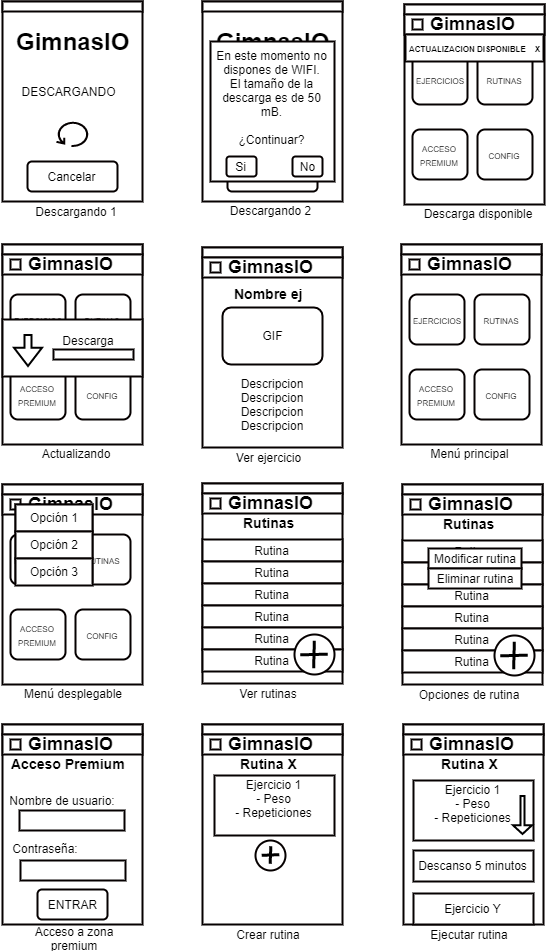 GimnasIO
DESCARGANDO
Cancelar
Descargando 1
GimnasIO
En este momento no
dispones de WIFI.
El tamaño de la
descarga es de 50
mB.
¿Continuar?
Si
No
Descargando 2
ACTUALIZACION DISPONIBLE X
EJERCICIOS
RUTINAS
ACCESO
PREMIUM
CONFIG
Descarga disponible
GimnasIO
Descarga
ACCESO
PREMIUM
CONFIG
Actualizando
GimnasIO
Nombre ej
GIF
Descripcion
Descripcion
Descripcion
Descripcion
Ver ejercicio
GimnasIO
EJERCICIOS
RUTINAS
ACCESO
PREMIUM
CONFIG
Menú principal
GimnasIO
Opción 1
Opción 2
Opción 3
UTINAS
ACCESO
PREMIUM
CONFIG
Menú desplegable
GimnasIO
Rutinas
Rutina
Rutina
Rutina
Rutina
Rutina
Rutina
Ver rutinas
GimnasIO
Rutinas
Modificar rutina
Eliminar rutina
Rutina
Rutina
Rutina
Rutina
Opciones de rutina
GimnasIO
Acceso Premium
Nombre de usuario:
Contraseña:
ENTRAR
Acceso a zona
premium
GimnasIO
Rutina X
Ejercicio 1
- Peso
- Repeticiones
Crear rutina
GimnasIO
Rutina X
Ejercicio 1
- Peso
- Repeticiones
Descanso 5 minutos
Ejercicio Y
Ejecutar rutina